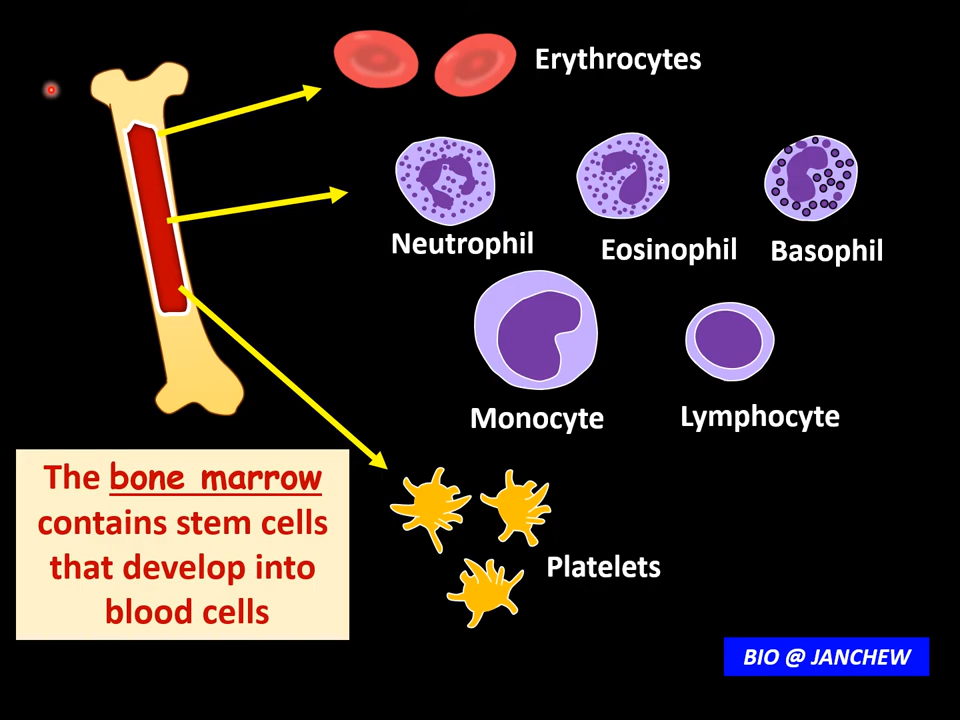 Erythrocytes
Neutrophil
Eosinophil
Basophil
Monocyte
Lymphocyte
The bone marrow
contains stem cells
that develop into
blood cells
Platelets
BIO @ JANCHEW